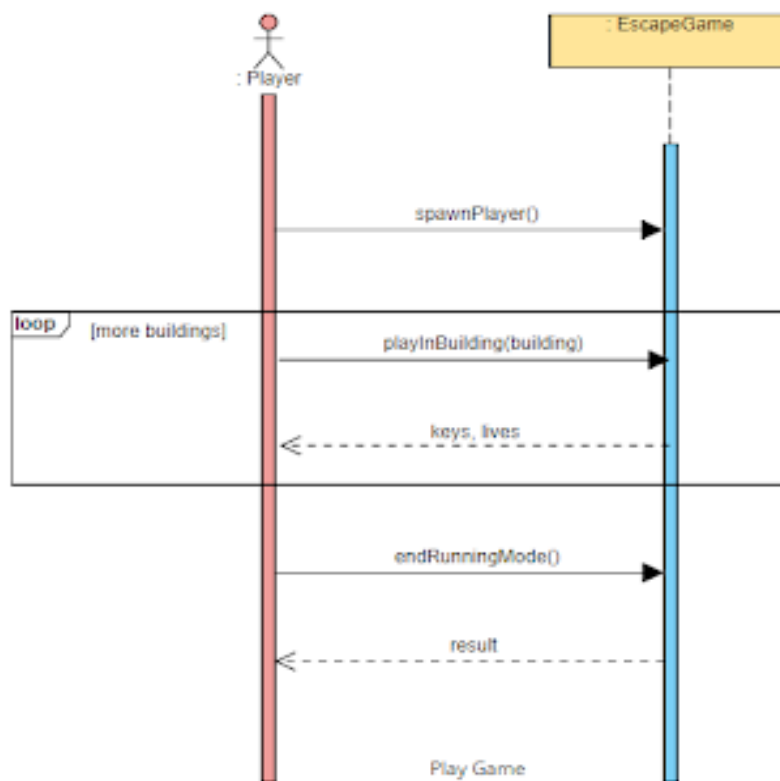 : EscapeGame
: Player
spawnPlayer()
loop
[more buildings]
playInBuilding(building)
keys, lives
endRunningMode()
result
Play Game